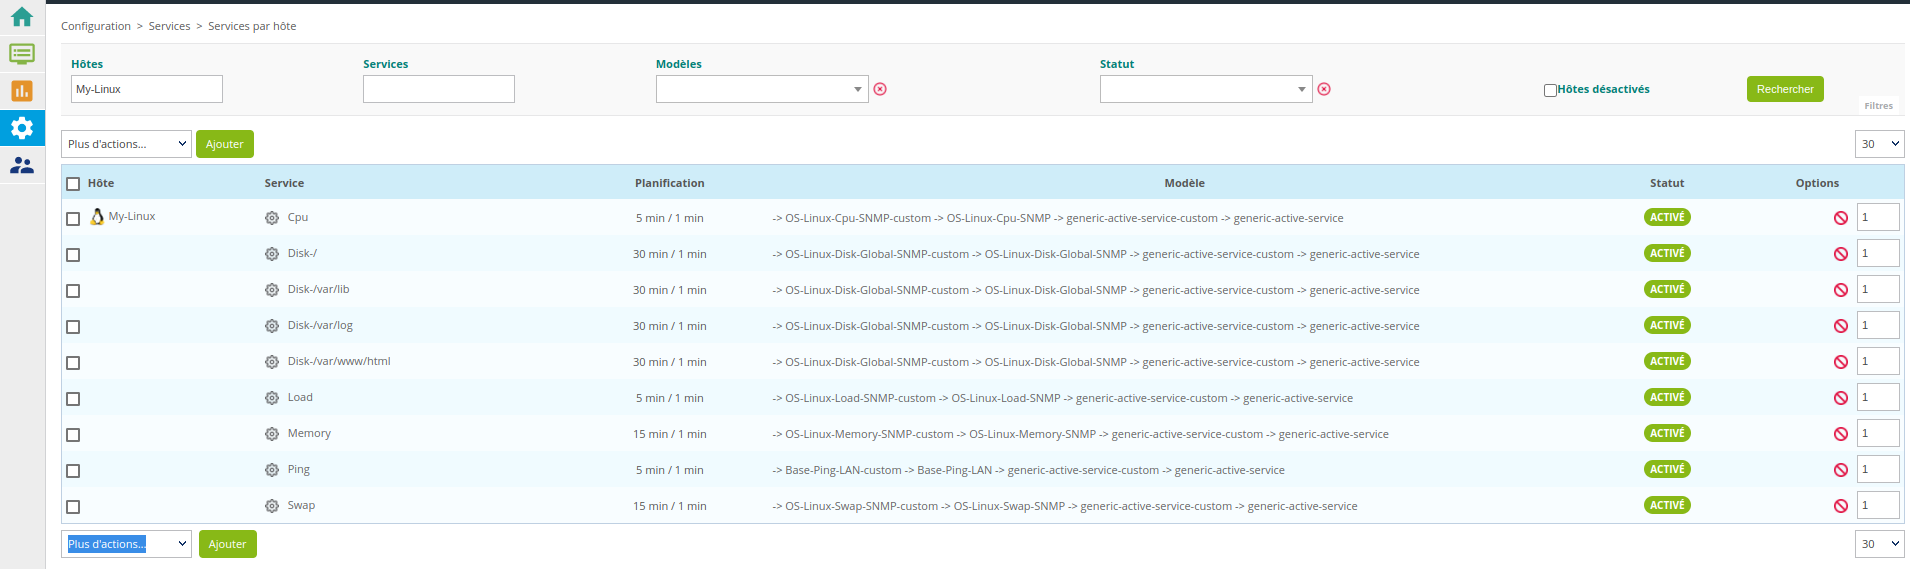 Configuration > Services > Services par hôte
Hôtes Services Modèles Statut
My-Linux Hôtes désactivés Rechercher
Filtres
Plus d'actions... Ajouter 30
Hôte Service Planification Modèle Statut Options
My-Linux Cpu 5 min / 1 min -> OS-Linux-Cpu-SNMP-custom -> OS-Linux-Cpu-SNMP -> generic-active-service-custom -> generic-active-service ACTIVÉ 1
Disk-/ 30 min / 1 min -> OS-Linux-Disk-Global-SNMP-custom -> OS-Linux-Disk-Global-SNMP -> generic-active-service-custom -> generic-active-service ACTIVÉ 1
Disk-/var/lib 30 min / 1 min -> OS-Linux-Disk-Global-SNMP-custom -> OS-Linux-Disk-Global-SNMP -> generic-active-service-custom -> generic-active-service ACTIVÉ 1
Disk-/var/log 30 min / 1 min -> OS-Linux-Disk-Global-SNMP-custom -> OS-Linux-Disk-Global-SNMP -> generic-active-service-custom -> generic-active-service ACTIVÉ 1
Disk-/var/www/html 30 min / 1 min -> OS-Linux-Disk-Global-SNMP-custom -> OS-Linux-Disk-Global-SNMP -> generic-active-service-custom -> generic-active-service ACTIVÉ 1
Load 5 min / 1 min -> OS-Linux-Load-SNMP-custom -> OS-Linux-Load-SNMP -> generic-active-service-custom -> generic-active-service ACTIVÉ 1
Memory 15 min / 1 min -> OS-Linux-Memory-SNMP-custom -> OS-Linux-Memory-SNMP -> generic-active-service-custom -> generic-active-service ACTIVÉ 1
Ping 5 min / 1 min -> Base-Ping-LAN-custom -> Base-Ping-LAN -> generic-active-service-custom -> generic-active-service ACTIVÉ 1
Swap 15 min / 1 min -> OS-Linux-Swap-SNMP-custom -> OS-Linux-Swap-SNMP -> generic-active-service-custom -> generic-active-service ACTIVÉ 1
Plus d'actions... Ajouter 30